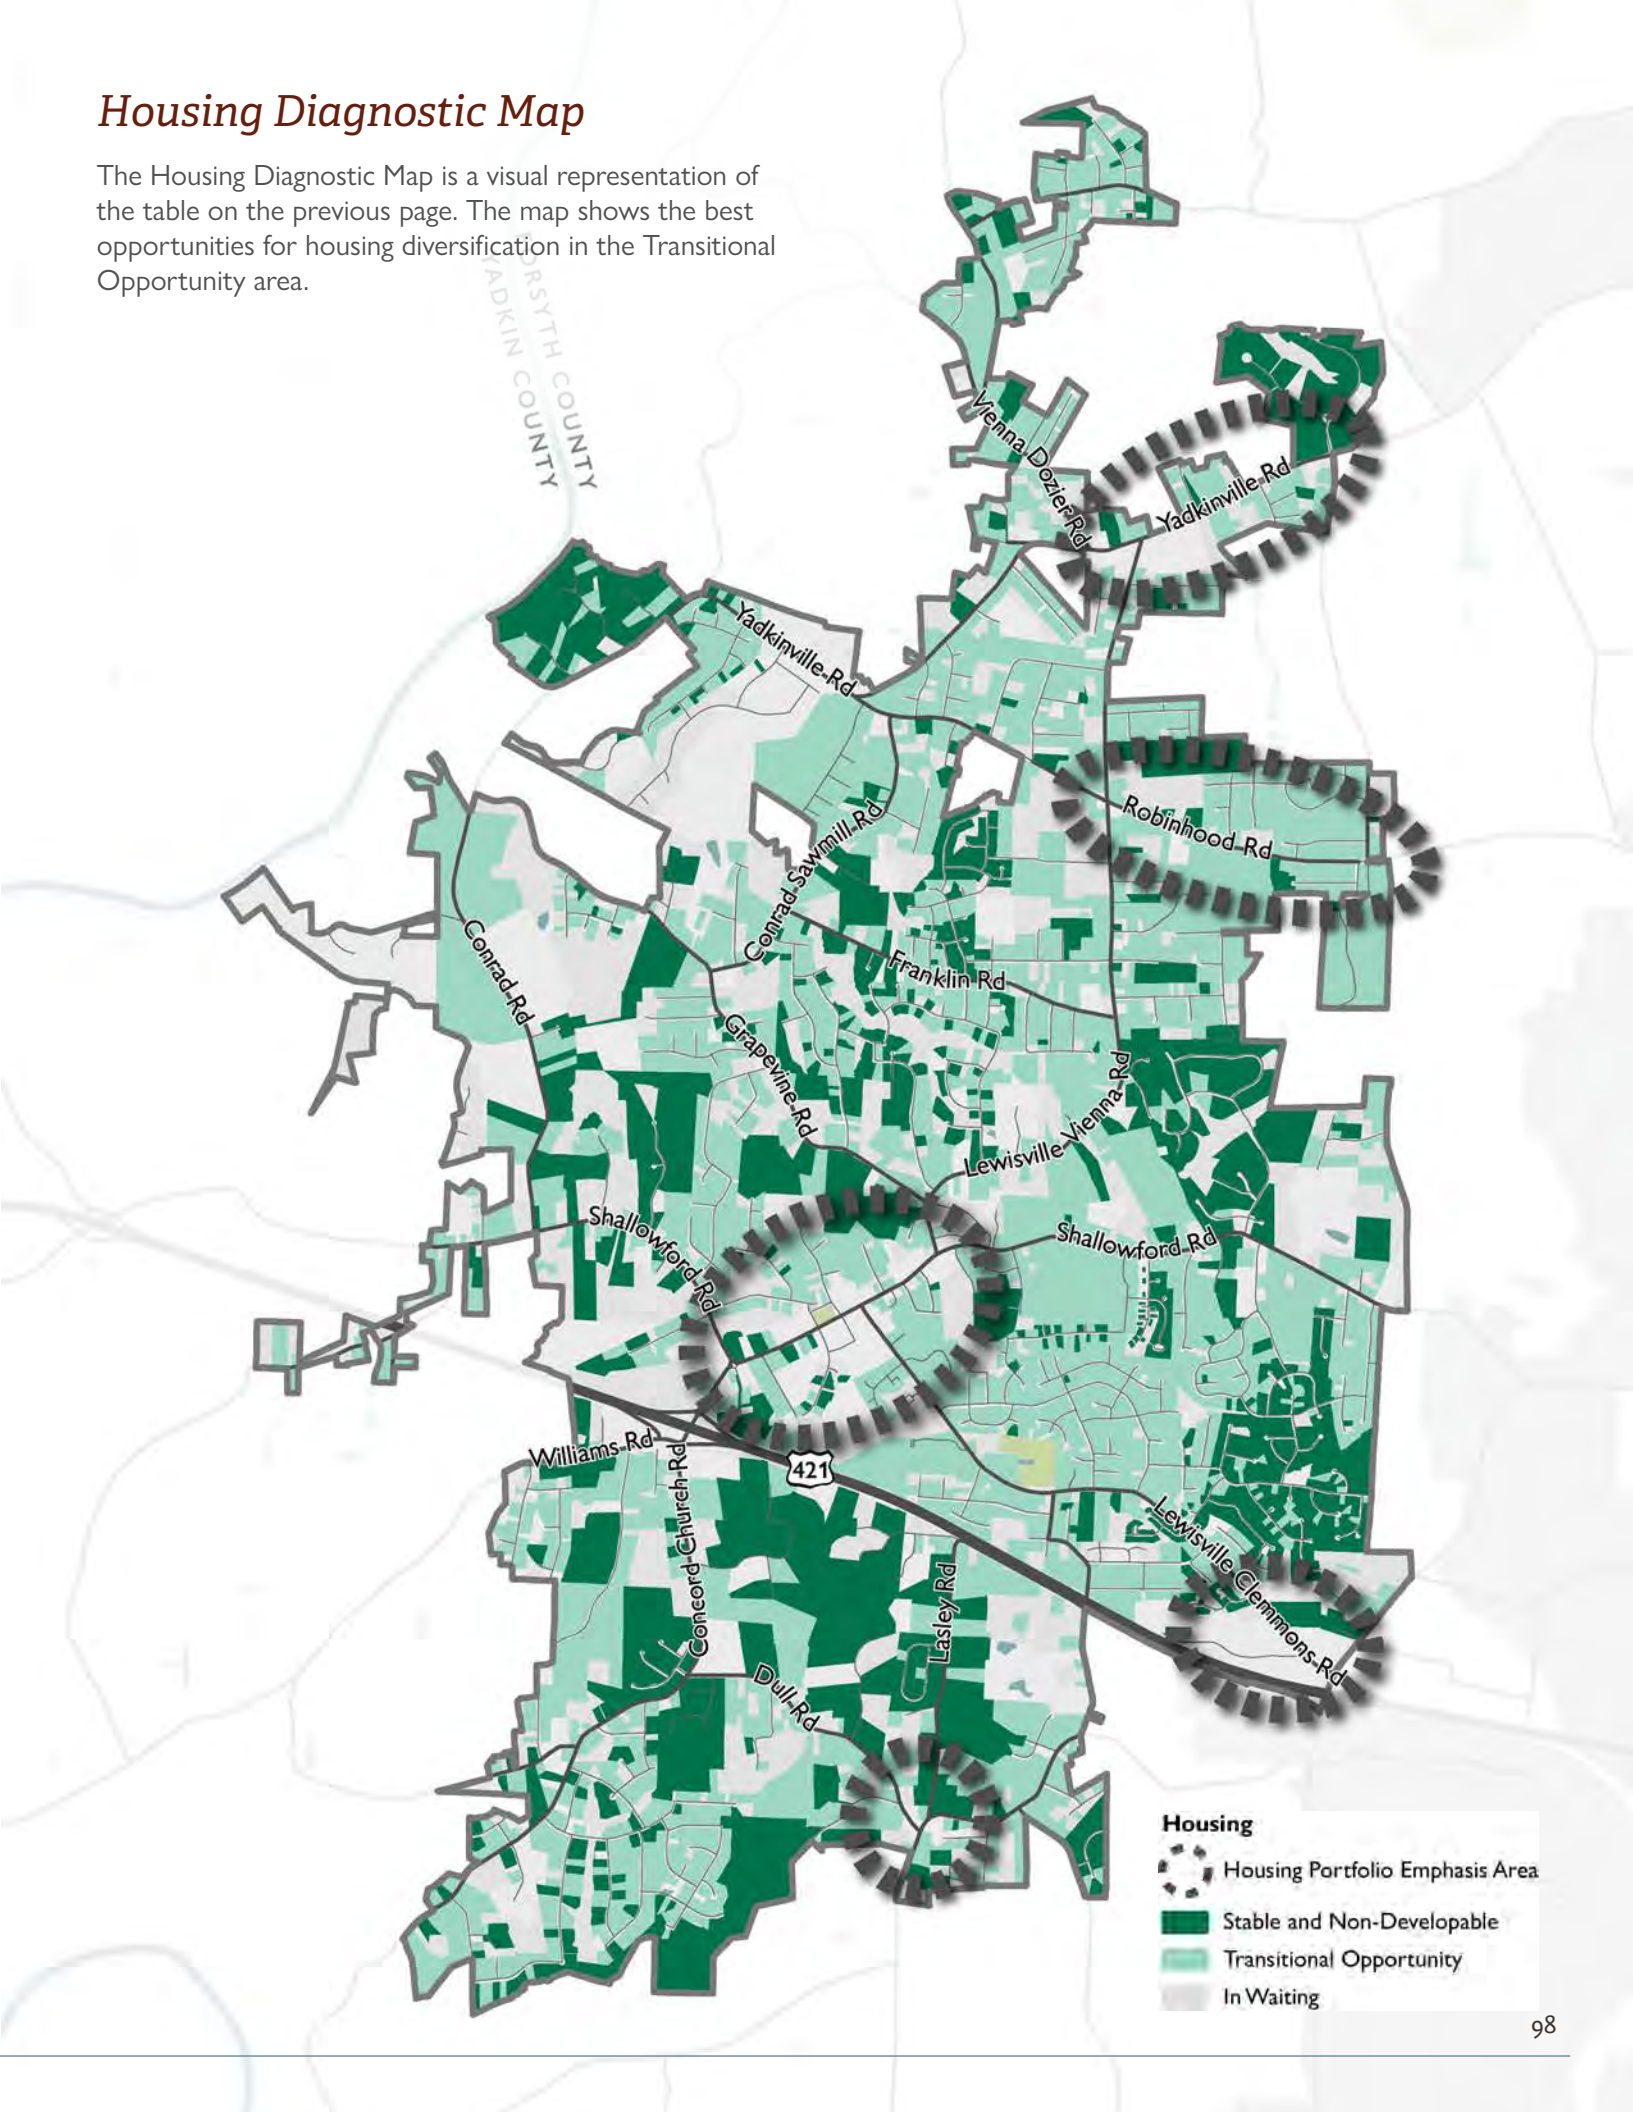 Housing Diagnostic Map
The Housing Diagnostic Map is a visual representation of
the table on the previous page. The map shows the best
opportunities for housing diversification in the Transitional
Opportunity area.
FORSYTH COUNTY
YADKIN COUNTY
Vienna Dozier Rd
Yadkinville Rd
Yadkinville Rd
Robinhood Rd
Conrad Sawmill Rd
Conrad Rd
Franklin Rd
Grapevine Rd
Lewisville Vienna Rd
Shallowford Rd
Shallowford Rd
Williams Rd
421
Concord Church Rd
Lewisville Clemmons Rd
Lasley Rd
Dull Rd
Housing
Housing Portfolio Emphasis Area
Stable and Non-Developable
Transitional Opportunity
In Waiting
98